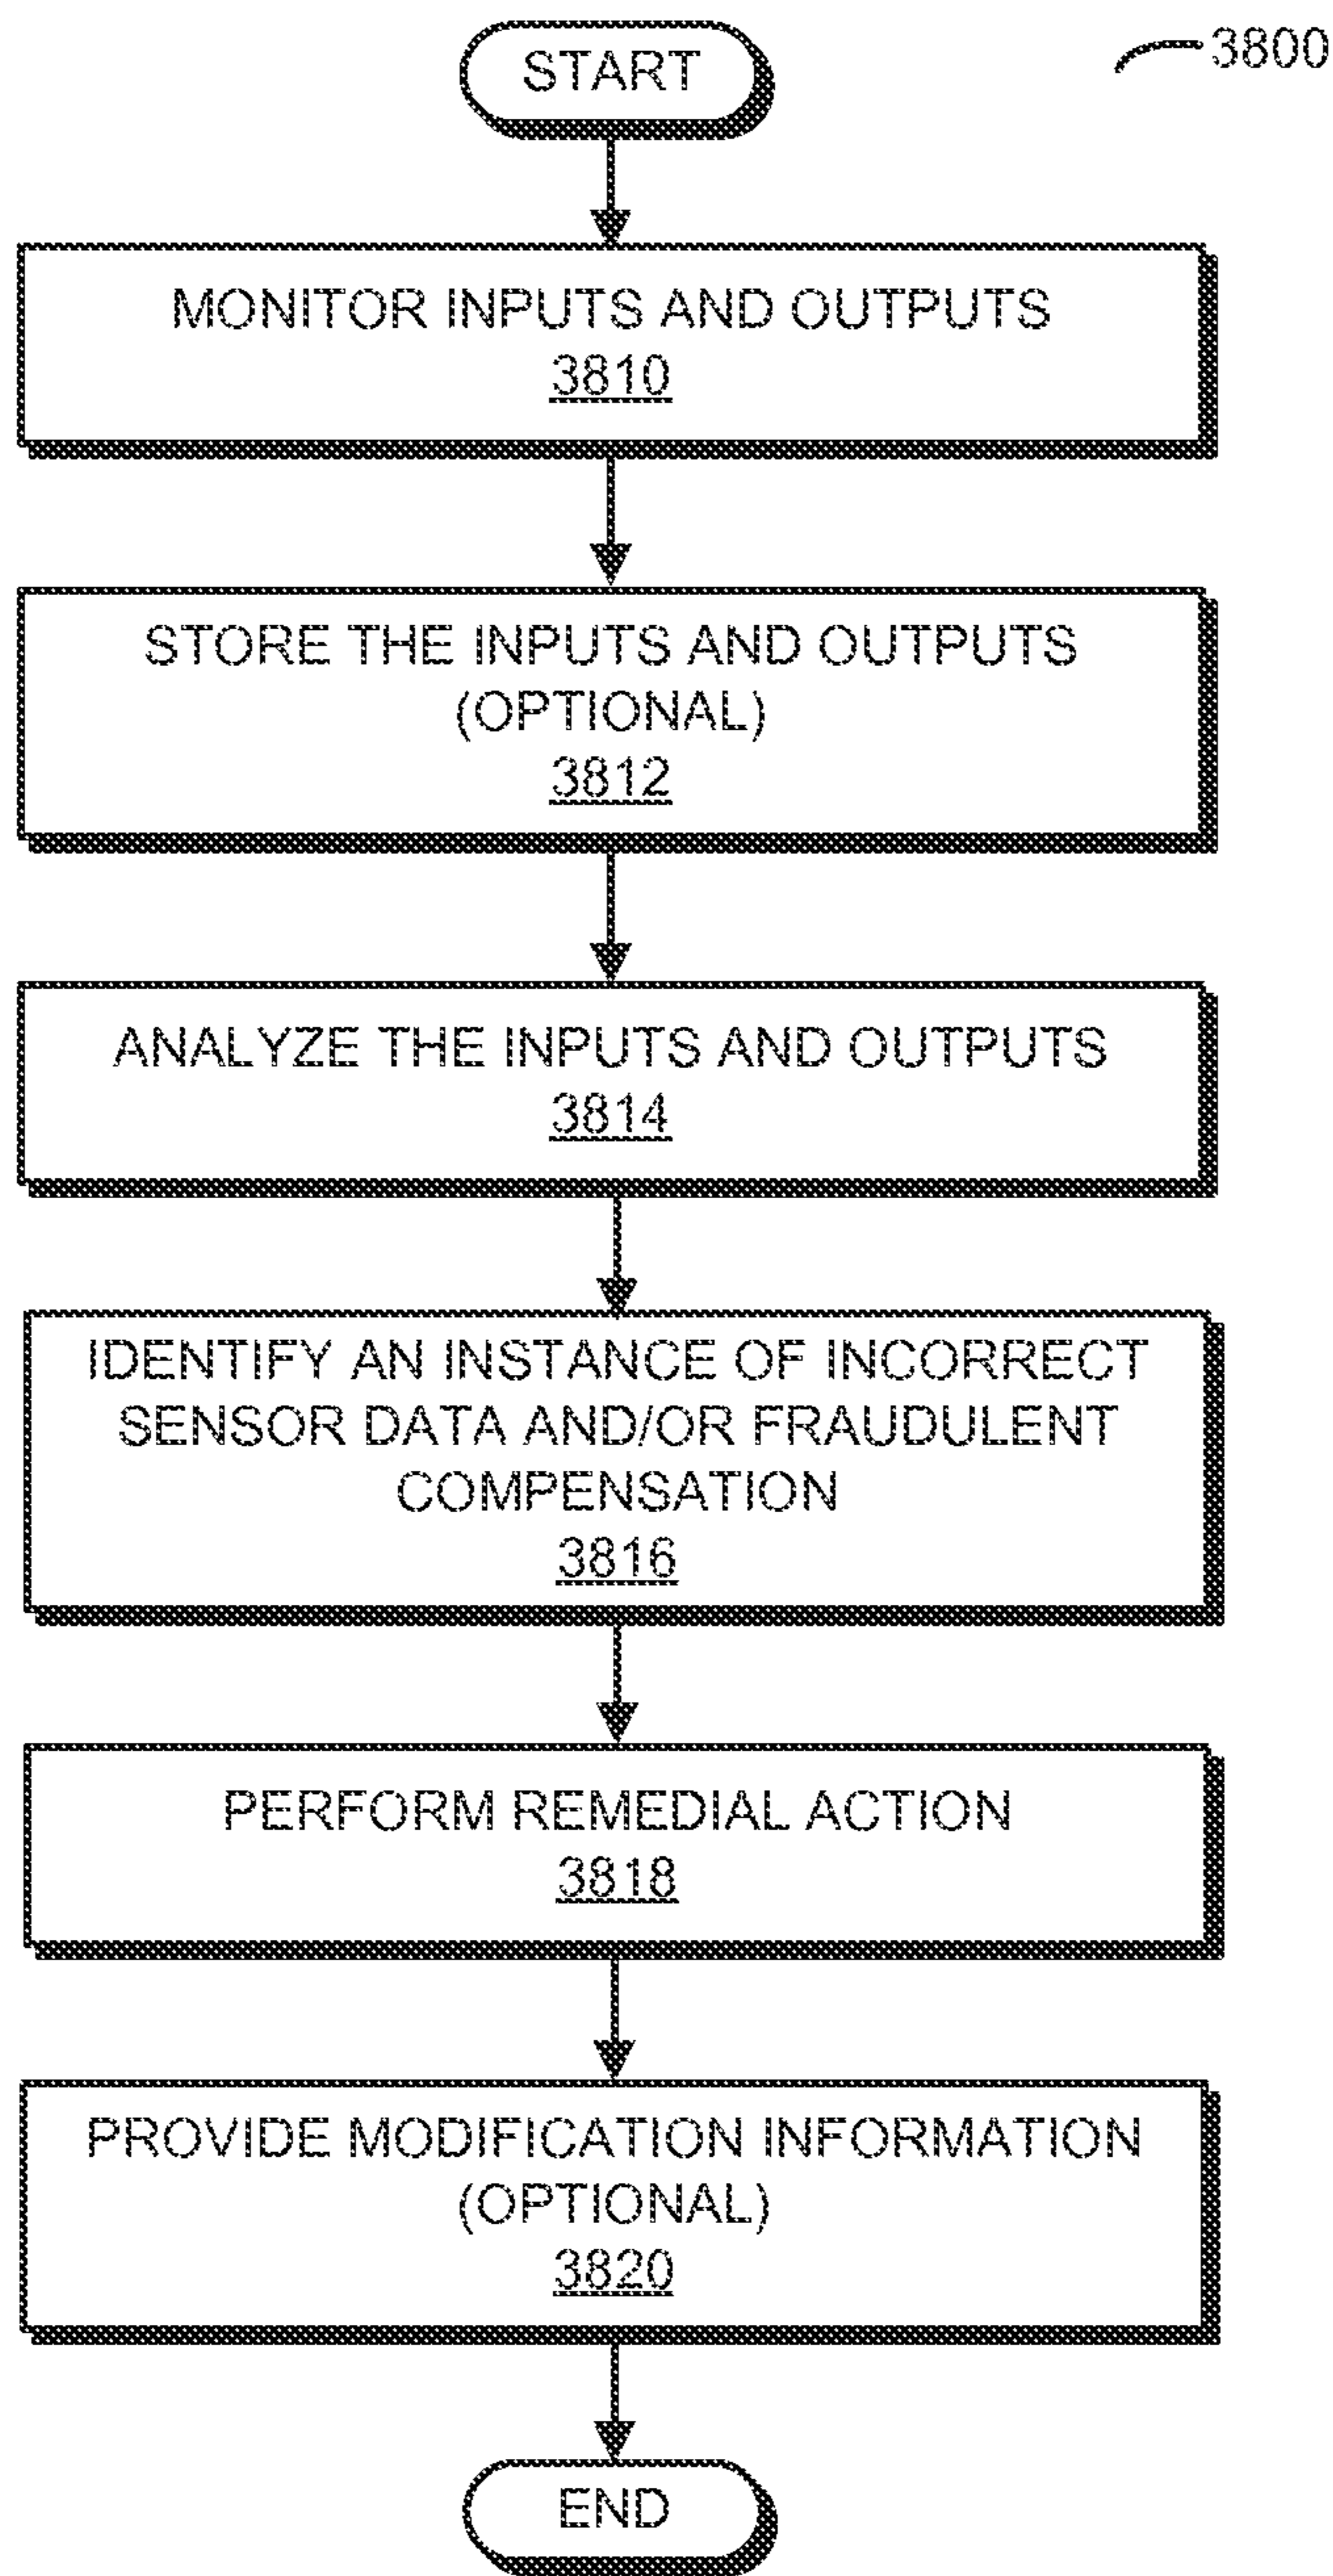 START
3800
MONITOR INPUTS AND OUTPUTS
3810
STORE THE INPUTS AND OUTPUTS
(OPTIONAL)
3812
ANALYZE THE INPUTS AND OUTPUTS
3814
IDENTIFY AN INSTANCE OF INCORRECT
SENSOR DATA AND/OR FRAUDULENT
COMPENSATION
3816
PERFORM REMEDIAL ACTION
3818
PROVIDE MODIFICATION INFORMATION
(OPTIONAL)
3820
END